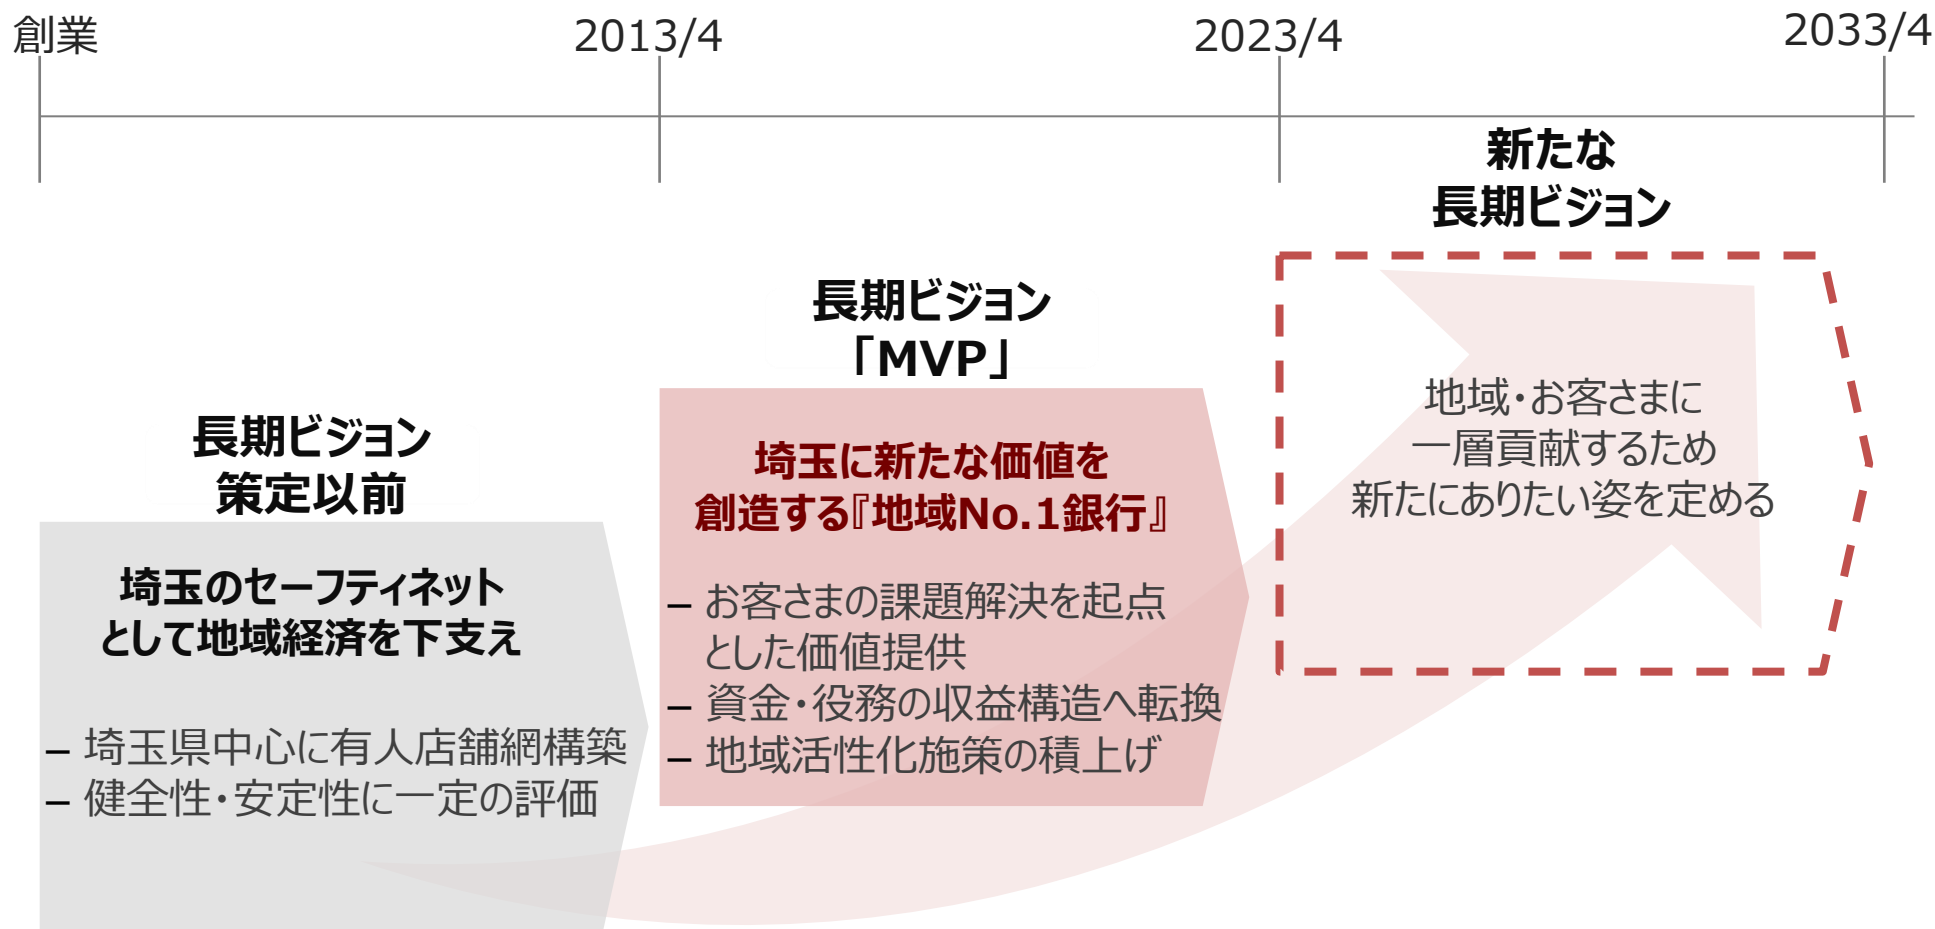 創業
2013/4
2023/4
2033/4
長期ビジョン
策定以前
埼玉のセーフティネット
として地域経済を下支え
– 埼玉県中心に有人店舗網構築
– 健全性・安定性に一定の評価
長期ビジョン
「MVP」
埼玉に新たな価値を
創造する『地域No.1銀行』
– お客さまの課題解決を起点
とした価値提供
– 資金・役務の収益構造へ転換
– 地域活性化施策の積上げ
新たな
長期ビジョン
地域・お客さまに
一層貢献するため
新たにありたい姿を定める